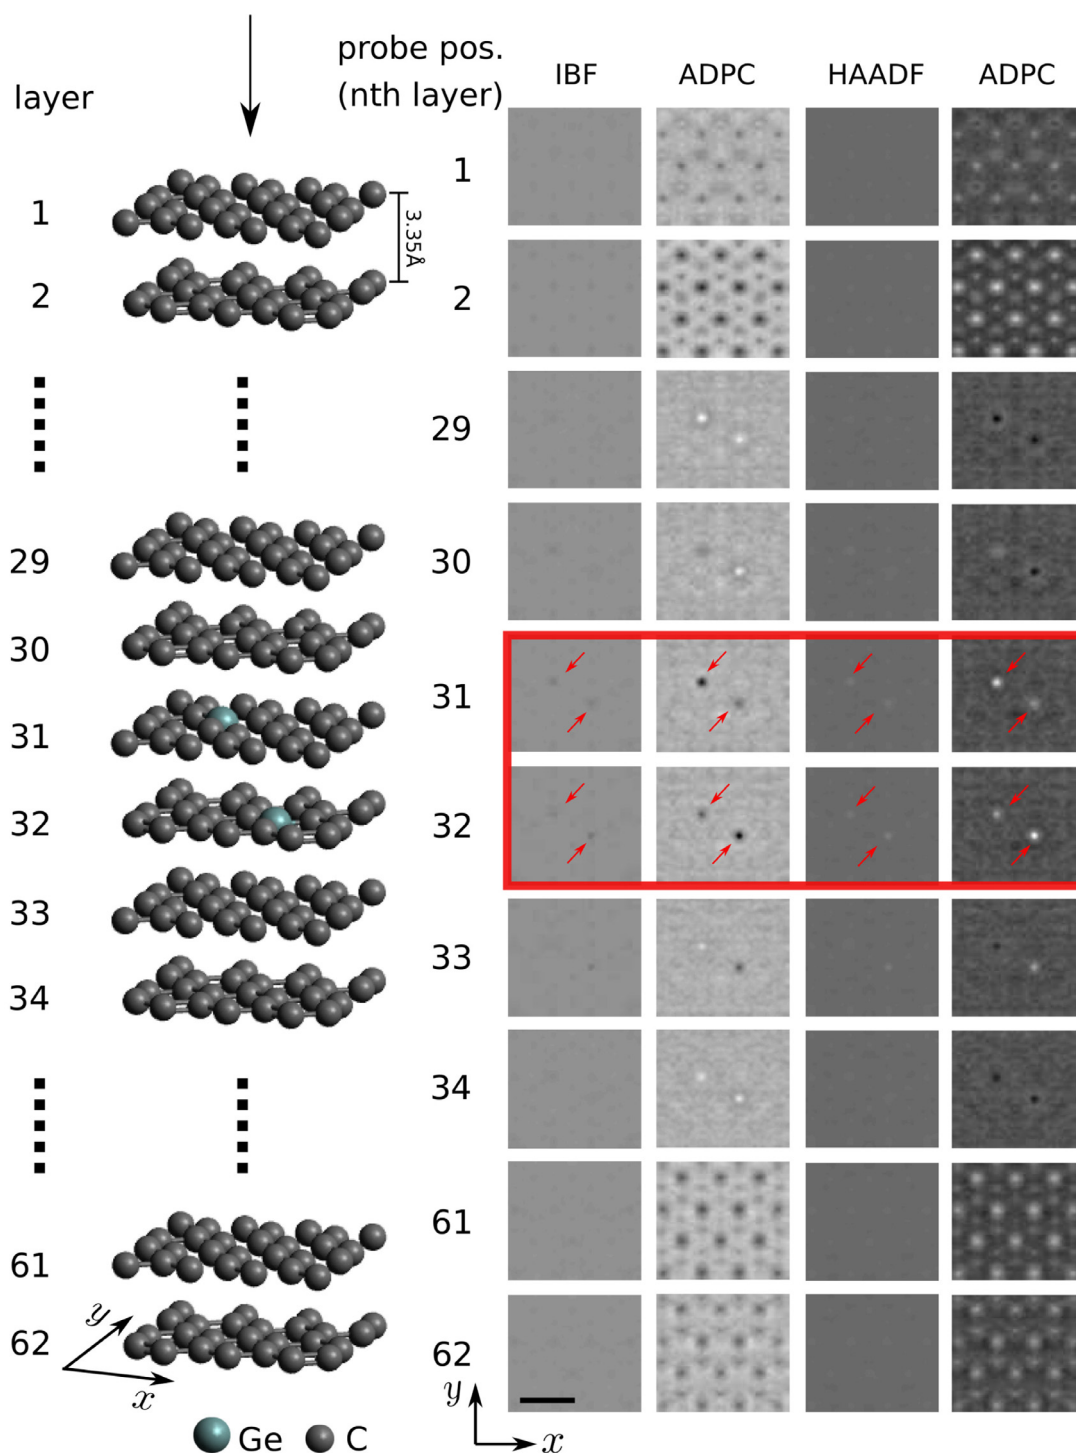 layer
probe pos.
(nth layer)
IBF ADPC HAADF ADPC
1
2
29
30
31
32
33
34
61
62
3.35Å
1
2
29
30
31
32
33
34
61
62
y
x
Ge C
y
x